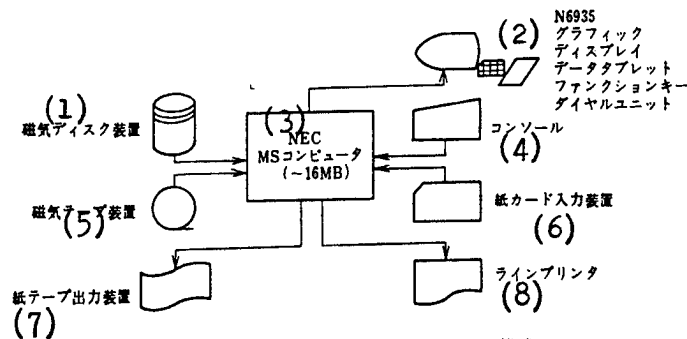 (2)
N6935
グラフィック
ディスプレイ
データタブレット
ファンクションキー
ダイヤルユニット
(1)
磁気ディスク装置
(3)
NEC
MSコンピュータ
(~16MB)
コンソール
(4)
磁気テープ装置
(5)
紙カード入力装置
(6)
紙テープ出力装置
(7)
ラインプリンタ
(8)